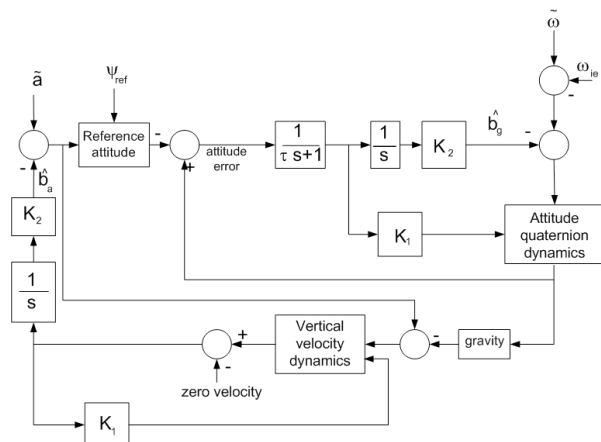 ω̃
ã
ψref
ωie
-
Reference
attitude
-
+
attitude
error
1
τ s+1
1
s
K2
b̂g
-
-
b̂a
K2
1
s
K1
Attitude
quaternion
dynamics
Vertical
velocity
dynamics
+
-
zero velocity
-
-
gravity
K1